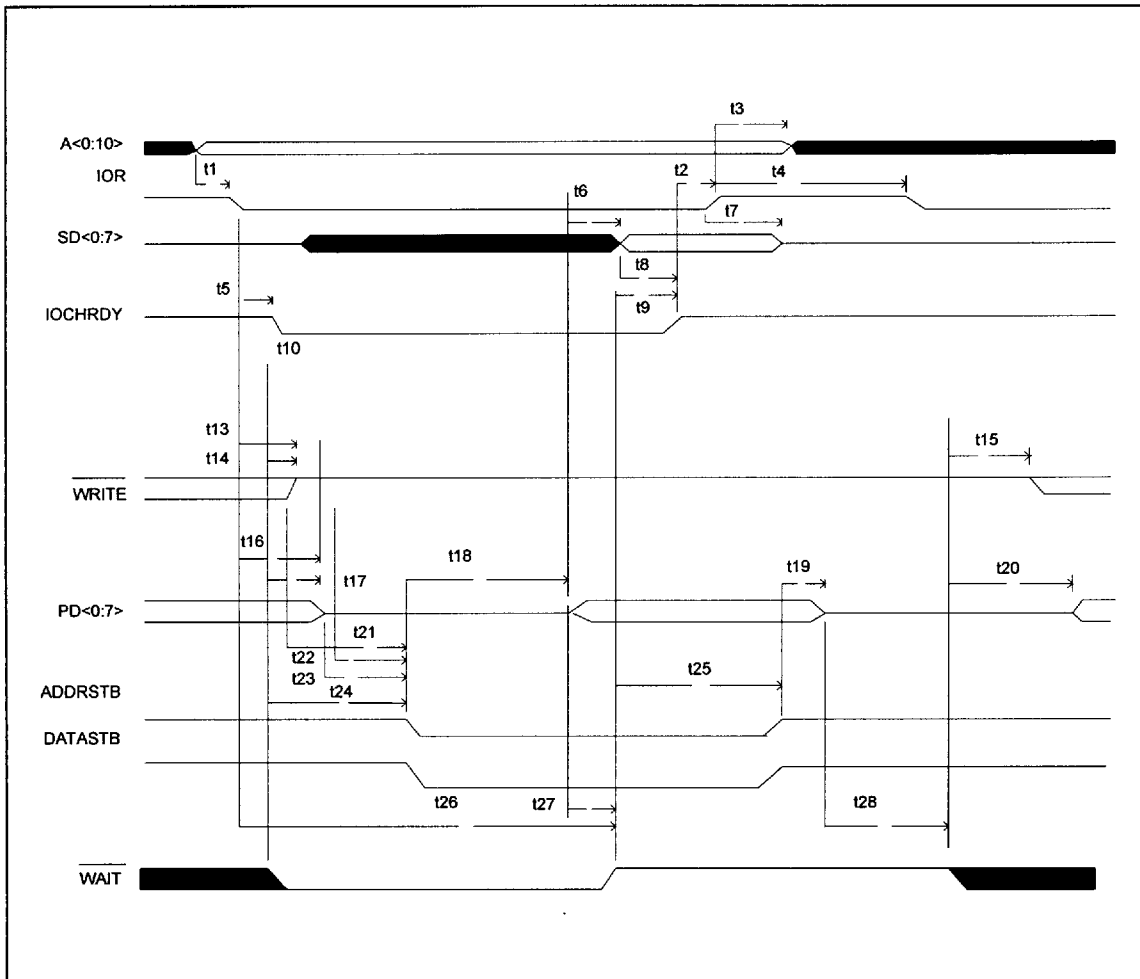 t3
A<0:10>
t1
t2
t4
IOR
t6
t7
SD<0:7>
t8
t5
t9
IOCHRDY
t10
t13
t15
t14
WRITE
t16
t18
t17
t19
t20
PD<0:7>
t21
t22
t23
t25
ADDRSTB
t24
DATASTB
t26
t27
t28
WAIT